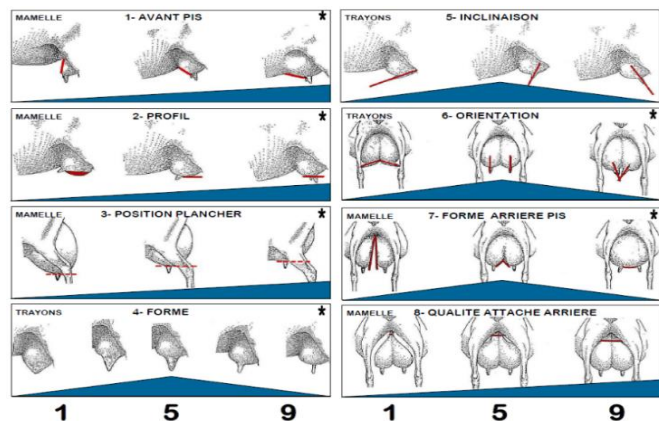 MAMELLE 1- AVANT PIS *
MAMELLE 2- PROFIL *
MAMELLE 3- POSITION PLANCHER *
TRAYONS 4- FORME *
1 5 9
TRAYONS 5- INCLINAISON *
TRAYONS 6- ORIENTATION *
MAMELLE 7- FORME ARRIERE PIS *
MAMELLE 8- QUALITE ATTACHE ARRIERE
1 5 9